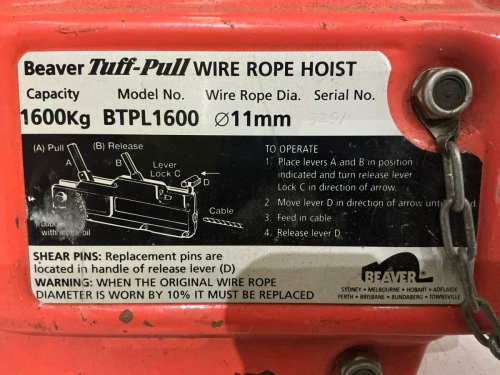 Beaver Tuff-Pull WIRE ROPE HOIST
Capacity Model No. Wire Rope Dia. Serial No.
1600Kg BTPL1600 Ø11mm
(A) Pull (B) Release
A B Lever
Lock C
D
Cable
with oil
TO OPERATE
1. Place levers A and B in position
indicated and turn release lever
Lock C in direction of arrow.
2. Move lever D in direction of arrow until
3. Feed in cable
4. Release lever D
SHEAR PINS: Replacement pins are
located in handle of release lever (D)
WARNING: WHEN THE ORIGINAL WIRE ROPE
DIAMETER IS WORN BY 10% IT MUST BE REPLACED
BEAVER
SYDNEY • MELBOURNE • HOBART • ADELAIDE
PERTH • BRISBANE • BUNDABERG • TOWNSVILLE